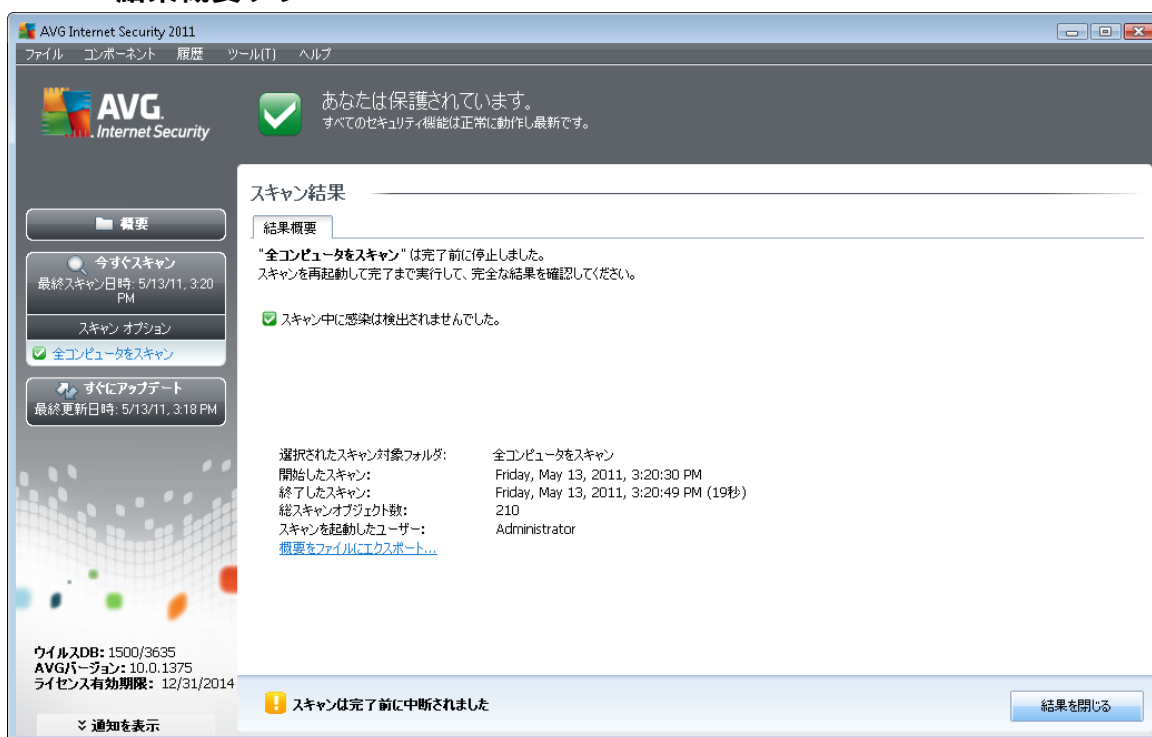 AVG Internet Security 2011
ファイル コンポーネント 履歴 ツール(T) ヘルプ
AVG.
Internet Security
あなたは保護されています。
すべてのセキュリティ機能は正常に動作し最新です。
概要
今すぐスキャン
最終スキャン日時: 5/13/11, 3:20
PM
スキャン オプション
全コンピュータをスキャン
すぐにアップデート
最終更新日時: 5/13/11, 3:18 PM
ウイルスDB: 1500/3635
AVGバージョン: 10.0.1375
ライセンス有効期限: 12/31/2014
通知を表示
スキャン結果
結果概要
"全コンピュータをスキャン" は完了前に停止しました。
スキャンを再起動して完了まで実行して、完全な結果を確認してください。
スキャン中に感染は検出されませんでした。
選択されたスキャン対象フォルダ: 全コンピュータをスキャン
開始したスキャン: Friday, May 13, 2011, 3:20:30 PM
終了したスキャン: Friday, May 13, 2011, 3:20:49 PM (19秒)
総スキャンオブジェクト数: 210
スキャンを起動したユーザー: Administrator
概要をファイルにエクスポート...
スキャンは完了前に中断されました
結果を閉じる